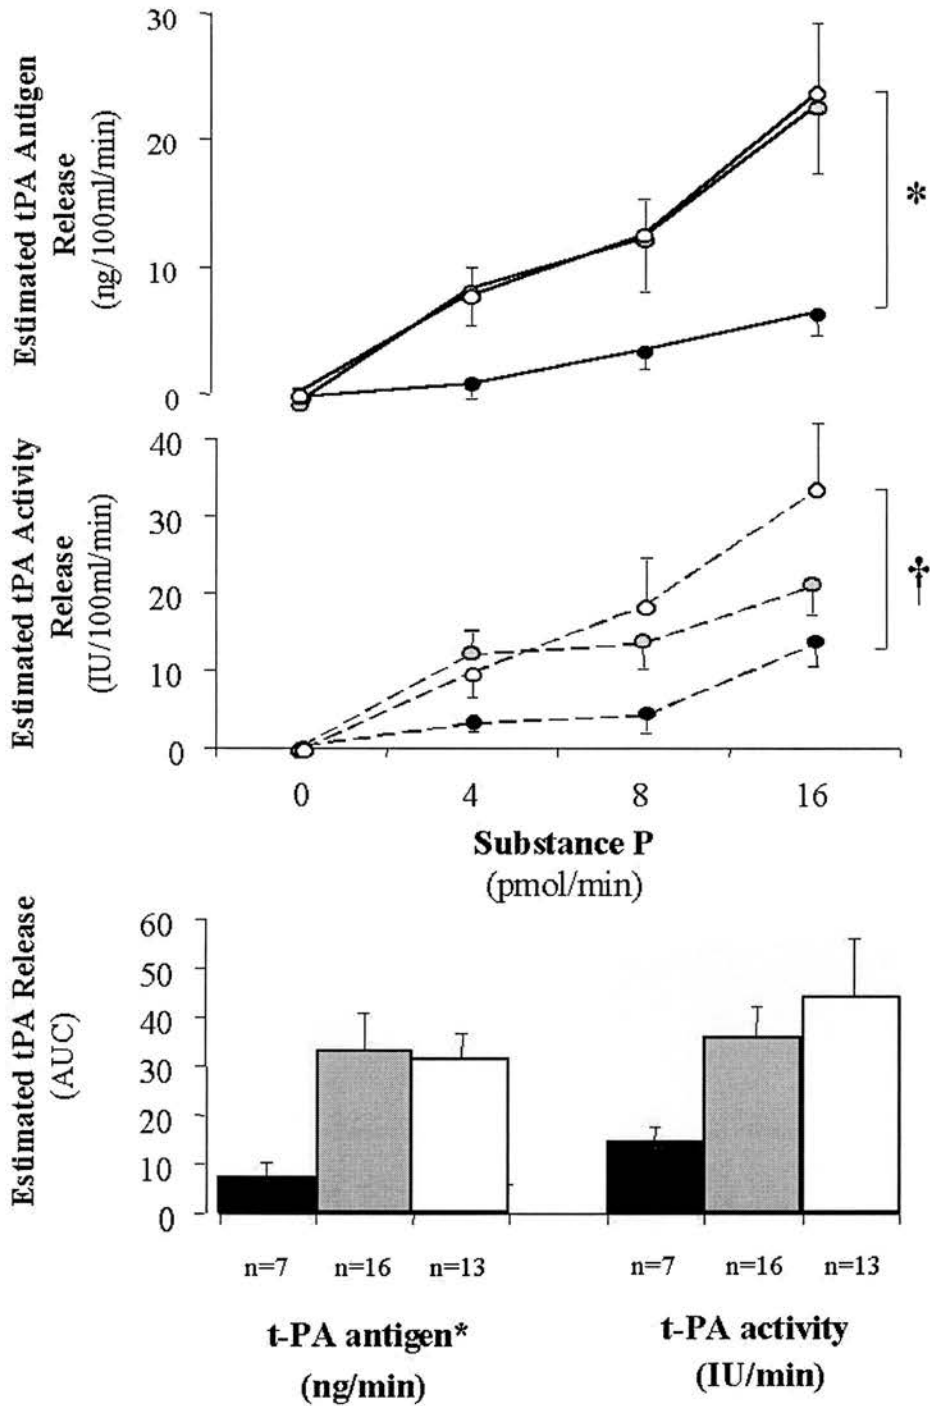 Estimated tPA Antigen
Release
(ng/100ml/min)
30
20
10
0
*
Estimated tPA Activity
Release
(IU/100ml/min)
40
30
20
10
0
†
0 4 8 16
Substance P
(pmol/min)
Estimated tPA Release
(AUC)
60
50
40
30
20
10
0
n=7 n=16 n=13 n=7 n=16 n=13
t-PA antigen* t-PA activity
(ng/min) (IU/min)